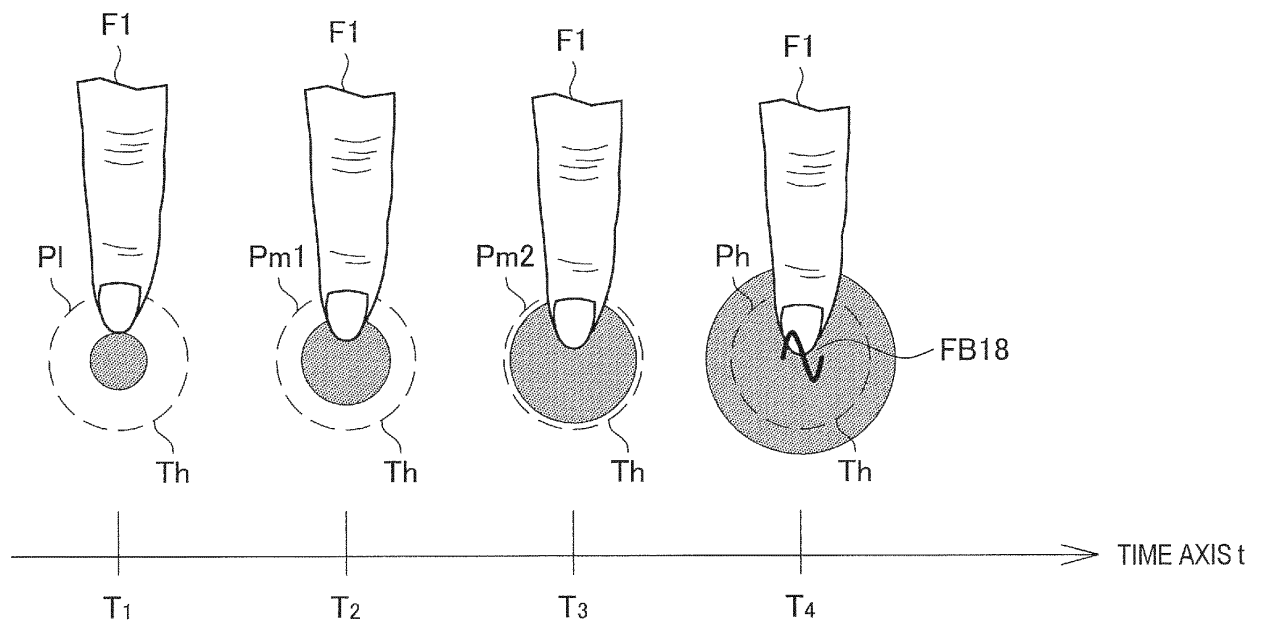 F1 F1 F1 F1
Pl Pm1 Pm2 Ph
FB18
Th Th Th Th
TIME AXIS t
T1 T2 T3 T4